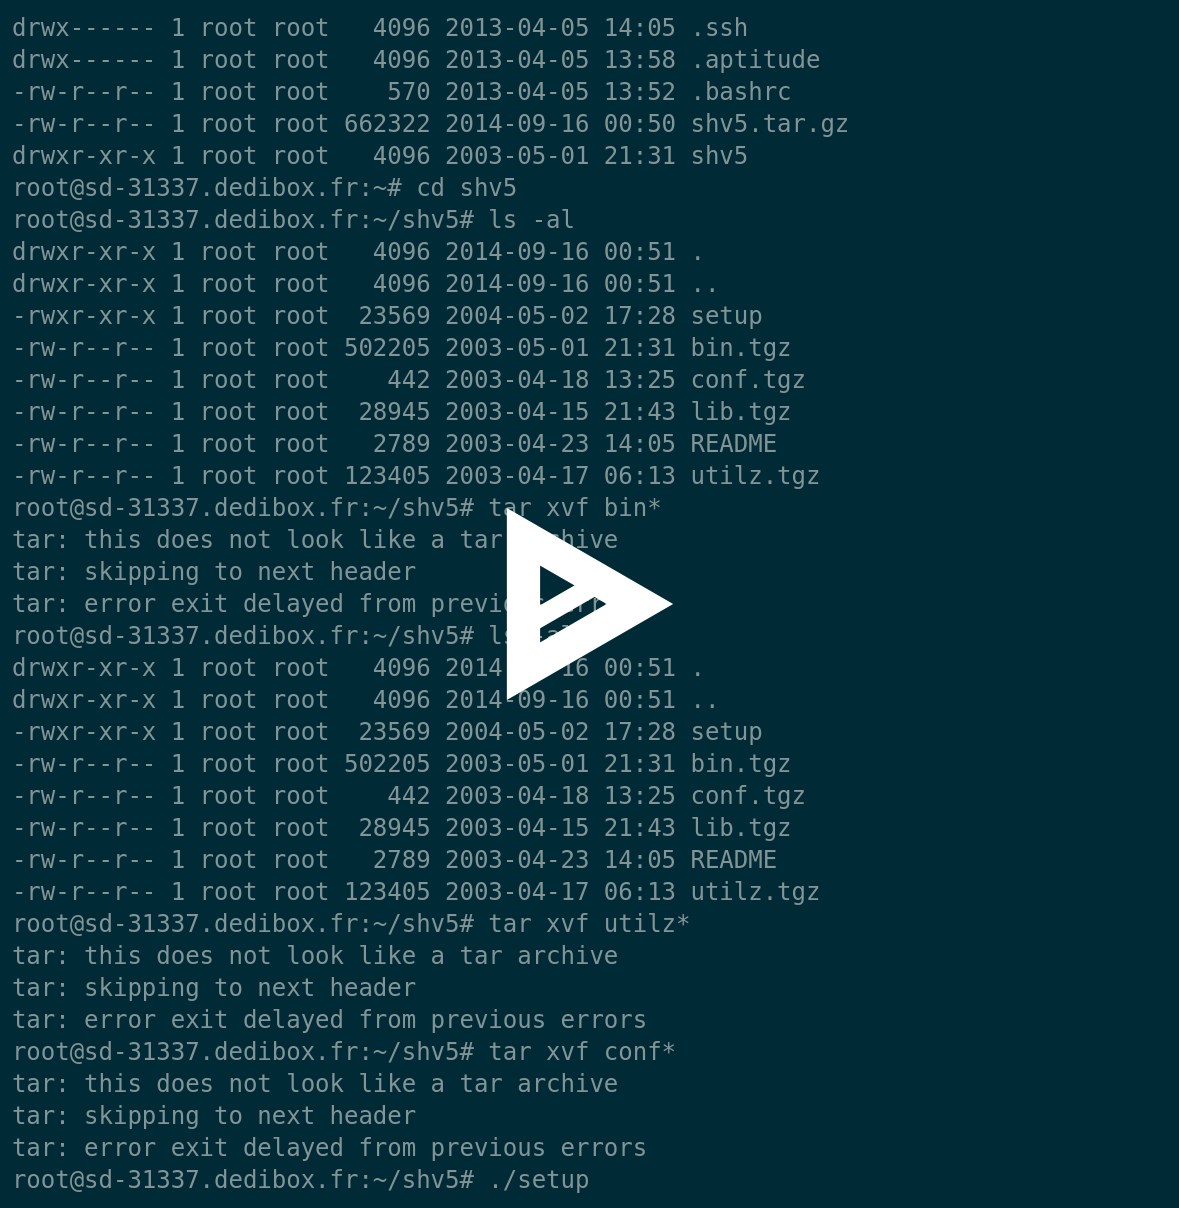 drwx------ 1 root root   4096 2013-04-05 14:05 .ssh
drwx------ 1 root root   4096 2013-04-05 13:58 .aptitude
-rw-r--r-- 1 root root    570 2013-04-05 13:52 .bashrc
-rw-r--r-- 1 root root 662322 2014-09-16 00:50 shv5.tar.gz
drwxr-xr-x 1 root root   4096 2003-05-01 21:31 shv5
root@sd-31337.dedibox.fr:~# cd shv5
root@sd-31337.dedibox.fr:~/shv5# ls -al
drwxr-xr-x 1 root root   4096 2014-09-16 00:51 .
drwxr-xr-x 1 root root   4096 2014-09-16 00:51 ..
-rwxr-xr-x 1 root root  23569 2004-05-02 17:28 setup
-rw-r--r-- 1 root root 502205 2003-05-01 21:31 bin.tgz
-rw-r--r-- 1 root root    442 2003-04-18 13:25 conf.tgz
-rw-r--r-- 1 root root  28945 2003-04-15 21:43 lib.tgz
-rw-r--r-- 1 root root   2789 2003-04-23 14:05 README
-rw-r--r-- 1 root root 123405 2003-04-17 06:13 utilz.tgz
root@sd-31337.dedibox.fr:~/shv5# tar xvf bin*
tar: this does not look like a tar
tar: skipping to next header
tar: error exit delayed from
root@sd-31337.dedibox.fr:~/shv5# ls -al
drwxr-xr-x 1 root root   4096 00:51 .
drwxr-xr-x 1 root root   4096 2014-09-16 00:51 ..
-rwxr-xr-x 1 root root  23569 2004-05-02 17:28 setup
-rw-r--r-- 1 root root 502205 2003-05-01 21:31 bin.tgz
-rw-r--r-- 1 root root    442 2003-04-18 13:25 conf.tgz
-rw-r--r-- 1 root root  28945 2003-04-15 21:43 lib.tgz
-rw-r--r-- 1 root root   2789 2003-04-23 14:05 README
-rw-r--r-- 1 root root 123405 2003-04-17 06:13 utilz.tgz
root@sd-31337.dedibox.fr:~/shv5# tar xvf utilz*
tar: this does not look like a tar archive
tar: skipping to next header
tar: error exit delayed from previous errors
root@sd-31337.dedibox.fr:~/shv5# tar xvf conf*
tar: this does not look like a tar archive
tar: skipping to next header
tar: error exit delayed from previous errors
root@sd-31337.dedibox.fr:~/shv5# ./setup